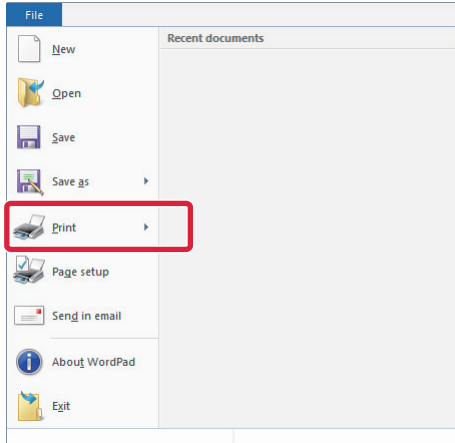 File
Recent documents
New
Open
Save
Save as
Print
Page setup
Send in email
About WordPad
Exit